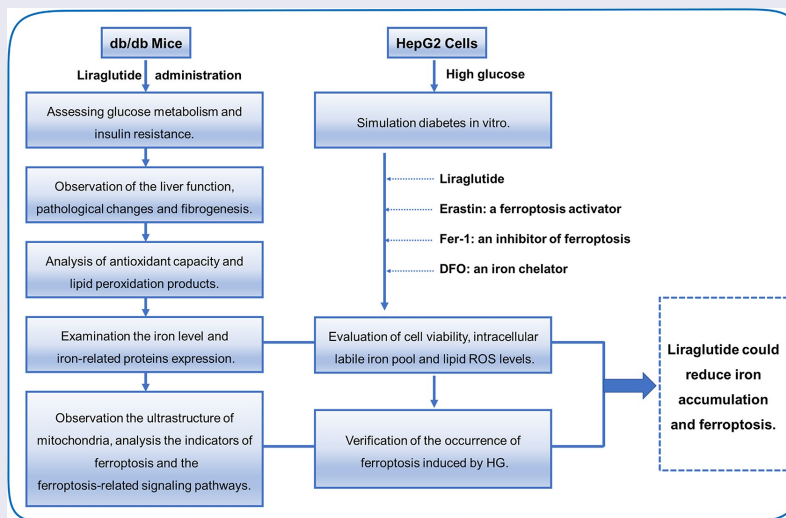 db/db Mice
Liraglutide administration
Assessing glucose metabolism and
insulin resistance.
Observation of the liver function,
pathological changes and fibrogenesis.
Analysis of antioxidant capacity and
lipid peroxidation products.
Examination the iron level and
iron-related proteins expression.
Observation the ultrastructure of
mitochondria, analysis the indicators of
ferroptosis and the
ferroptosis-related signaling pathways.
HepG2 Cells
High glucose
Simulation diabetes in vitro.
Liraglutide
Erastin: a ferroptosis activator
Fer-1: an inhibitor of ferroptosis
DFO: an iron chelator
Evaluation of cell viability, intracellular
labile iron pool and lipid ROS levels.
Verification of the occurrence of
ferroptosis induced by HG.
Liraglutide could
reduce iron
accumulation
and ferroptosis.